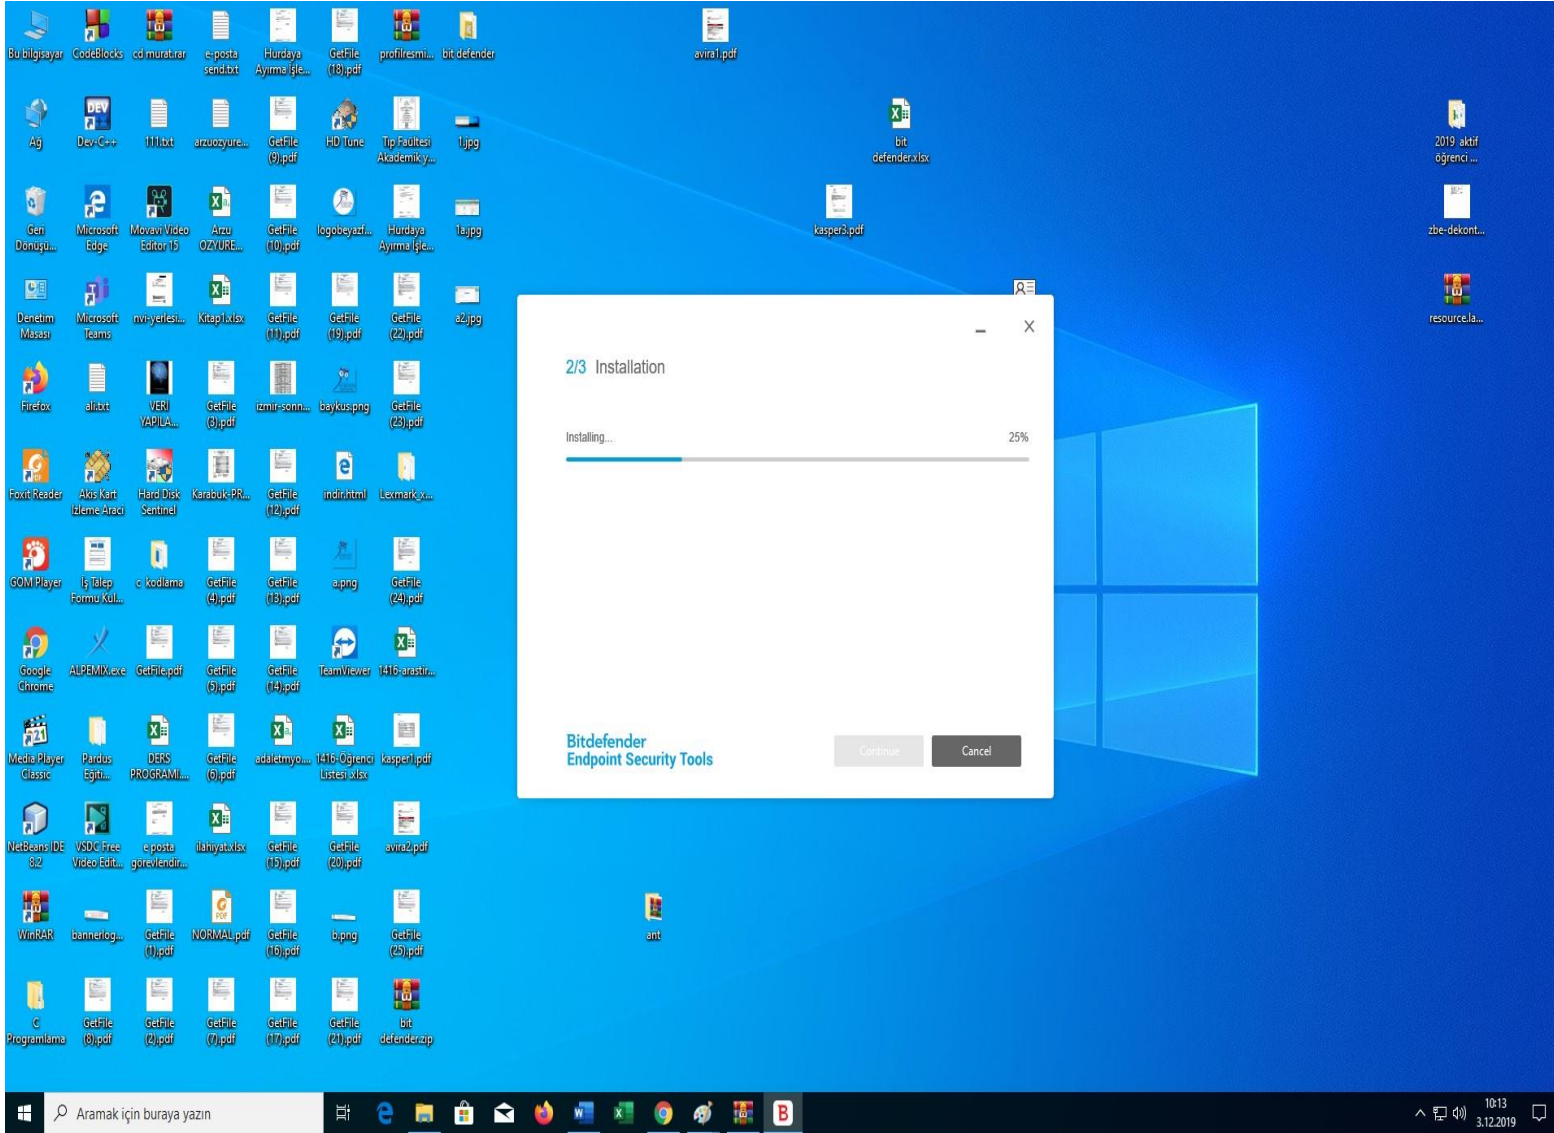 Bu bilgisayar
CodeBlocks
cd murat.rar
e-posta
send.txt
Hurdaya
Ayırma İşle...
GetFile
(18).pdf
profilresmi...
bit defender
avira1.pdf
Ağ
Dev-C++
111.txt
arzuozyure...
GetFile
(9).pdf
HD Tune
Tıp Faültesi
Akademik y...
1.jpg
bit
defender.xlsx
2019 aktif
öğrenci ...
Geri
Dönüşü...
Microsoft
Edge
Movavi Video
Editor 15
Arzu
OZYURE...
GetFile
(10).pdf
logobeyazf...
Hurdaya
Ayırma İşle...
1a.jpg
kasper3.pdf
zbe-dekont...
Denetim
Masası
Microsoft
Teams
nvi-yerlesi...
Kitap1.xlsx
GetFile
(11).pdf
GetFile
(19).pdf
GetFile
(22).pdf
a2.jpg
resource.la...
Firefox
ali.txt
VERİ
YAPILA...
GetFile
(3).pdf
izmir-sonn...
baykus.png
GetFile
(23).pdf
Foxit Reader
Akis Kart
Izleme Araci
Hard Disk
Sentinel
Karabuk-PR...
GetFile
(12).pdf
indir.html
Lexmark_x...
GOM Player
İş Talep
Formu Kul...
c kodlama
GetFile
(4).pdf
GetFile
(13).pdf
a.png
GetFile
(24).pdf
Google
Chrome
ALPEMIX.exe
GetFile.pdf
GetFile
(5).pdf
GetFile
(14).pdf
TeamViewer
1416-arastir...
Media Player
Classic
Pardus
Eğiti...
DERS
PROGRAMI...
GetFile
(6).pdf
adaletmyo...
1416-Öğrenci
Listesi .xlsx
kasper1.pdf
NetBeans IDE
8.2
VSDC Free
Video Edit...
e posta
görevlendir...
ilahiyat.xlsx
GetFile
(15).pdf
GetFile
(20).pdf
avira2.pdf
WinRAR
bannerlog...
GetFile
(1).pdf
NORMAL.pdf
GetFile
(16).pdf
b.png
GetFile
(25).pdf
ant
C
Programlama
GetFile
(8).pdf
GetFile
(2).pdf
GetFile
(7).pdf
GetFile
(17).pdf
GetFile
(21).pdf
bit
defender.zip
2/3 Installation
Installing...
25%
Bitdefender
Endpoint Security Tools
Continue
Cancel
Aramak için buraya yazın
10:13
3.12.2019